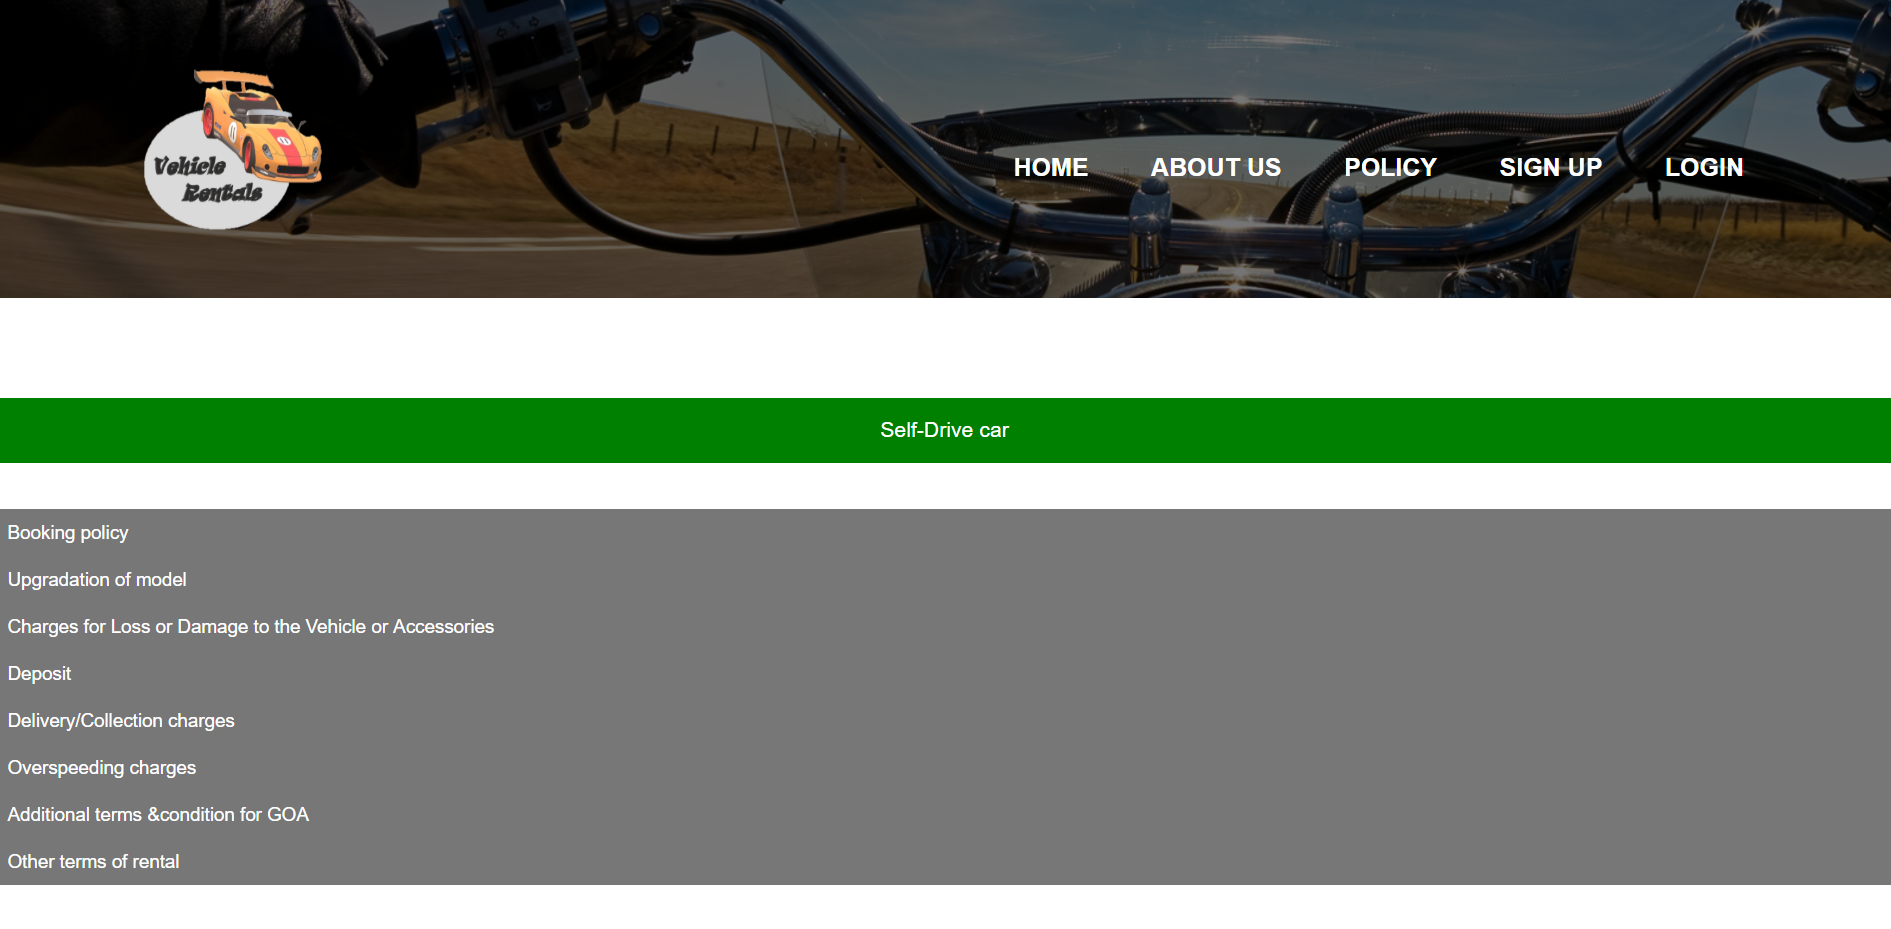 Vehicle
Rentals
HOME ABOUT US POLICY SIGN UP LOGIN
Self-Drive car
Booking policy
Upgradation of model
Charges for Loss or Damage to the Vehicle or Accessories
Deposit
Delivery/Collection charges
Overspeeding charges
Additional terms &condition for GOA
Other terms of rental